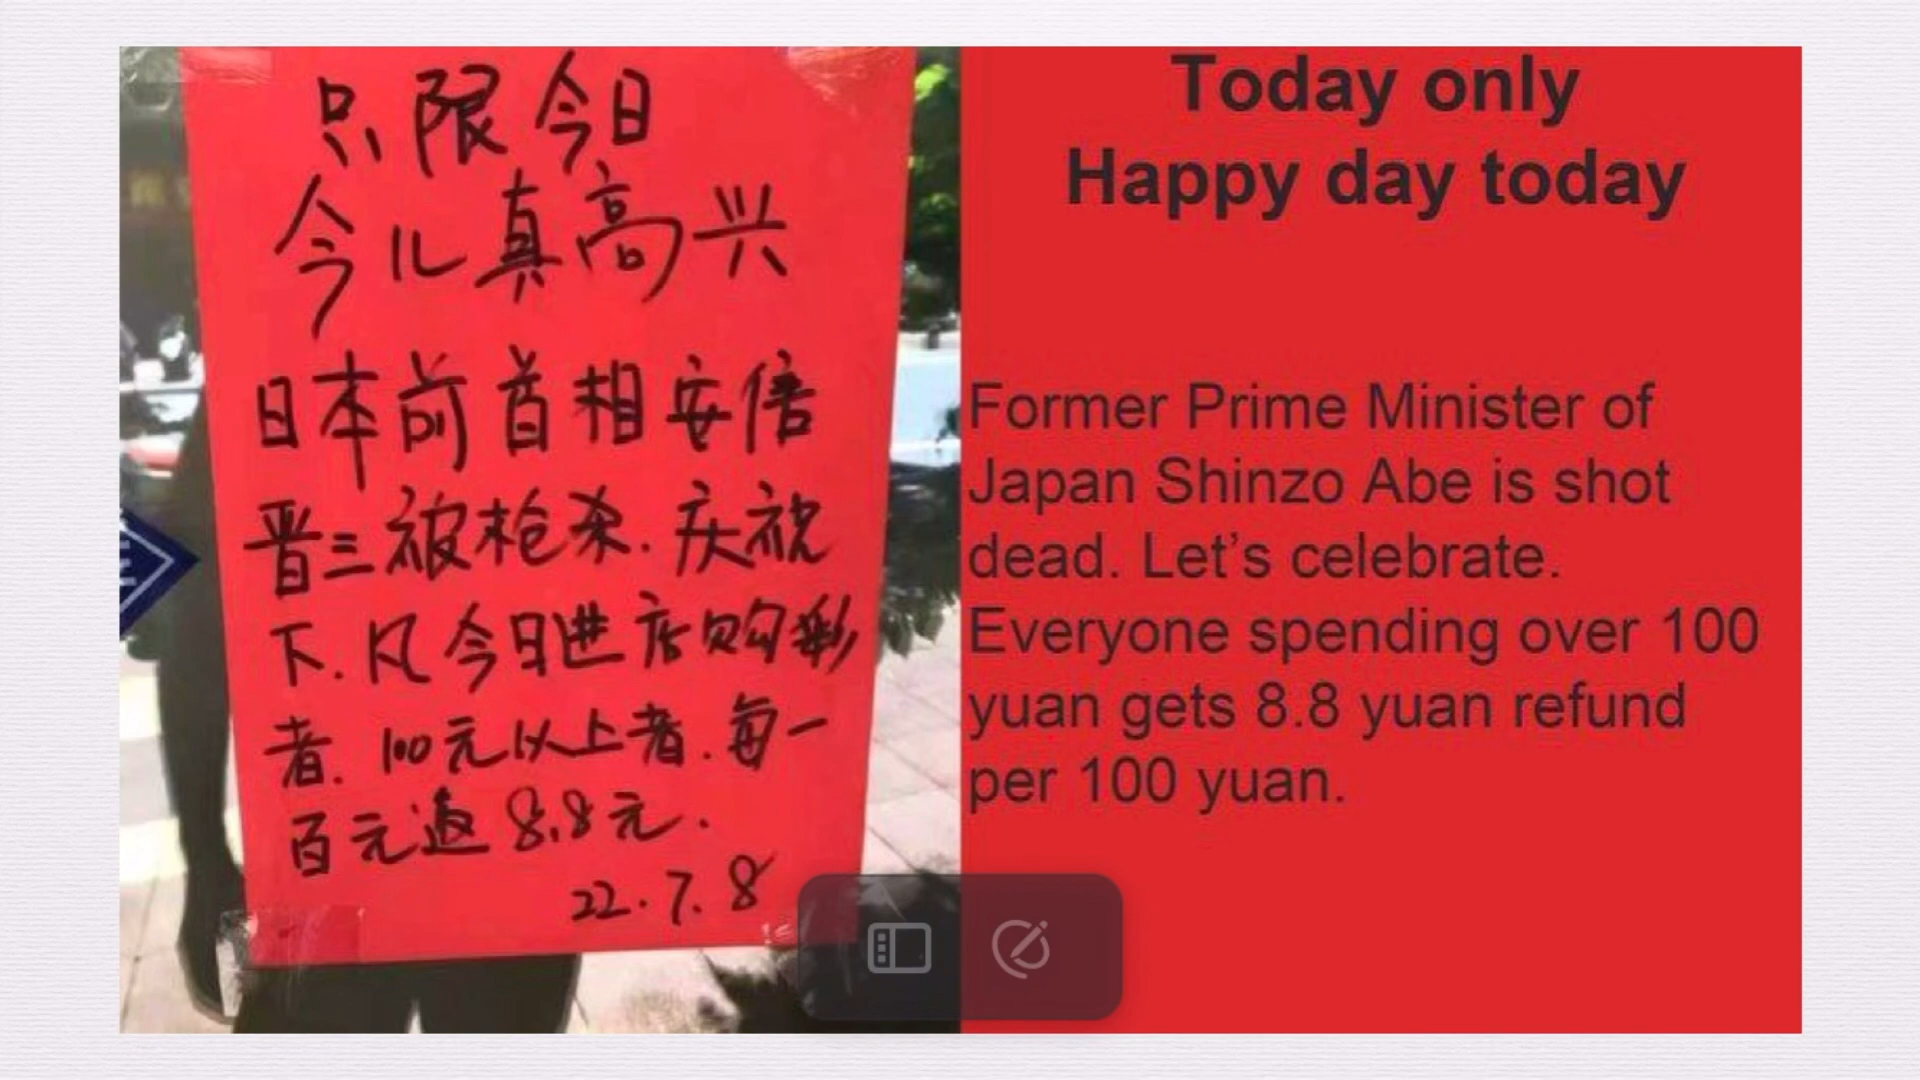 只限今日
今儿真高兴
日本前首相安倍
晋三被枪杀.庆祝
下.凡今日进店购彩
者.100元以上者.每一
百元返8.8元.
22.7.8
Today only
Happy day today
Former Prime Minister of
Japan Shinzo Abe is shot
dead. Let’s celebrate.
Everyone spending over 100
yuan gets 8.8 yuan refund
per 100 yuan.